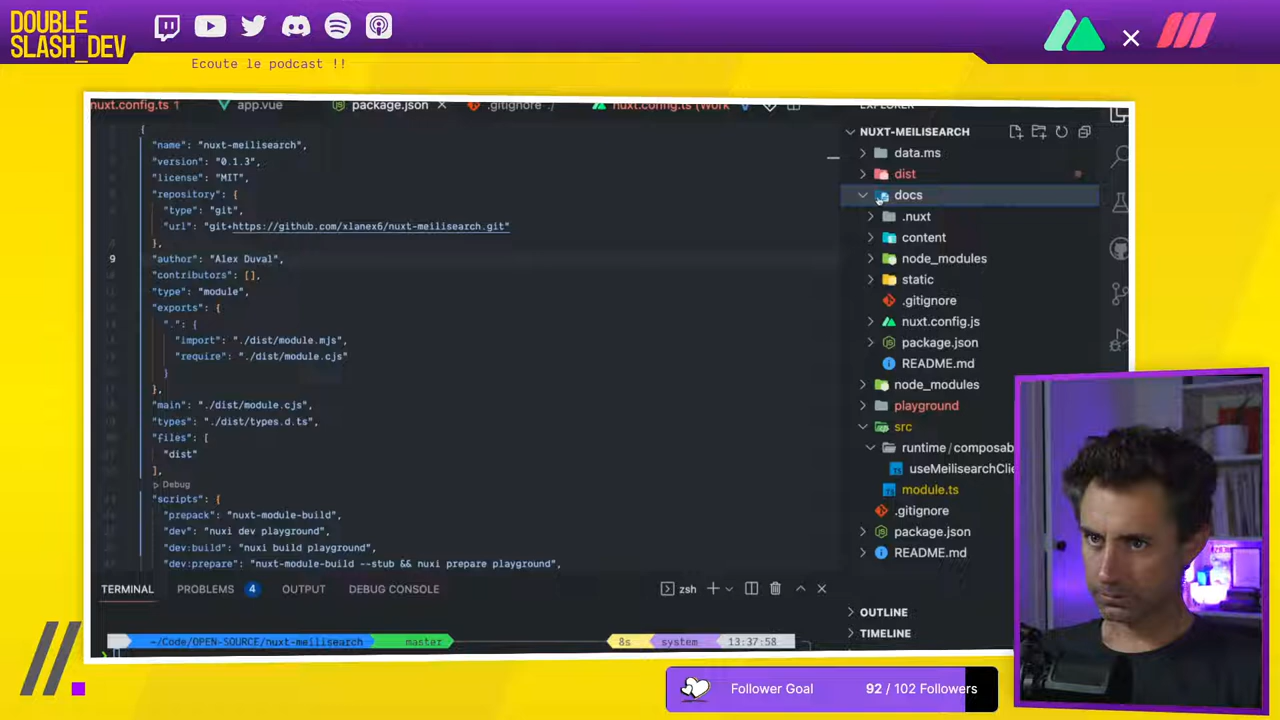 DOUBLE
SLASH_DEV
Ecoute le podcast !!
nuxt.config.ts 1
app.vue
package.json
.gitignore ./
nuxt.config.ts (Work
EXPLORER
{
"name": "nuxt-meilisearch",
"version": "0.1.3",
"license": "MIT",
"repository": {
"type": "git",
"url": "git+https://github.com/xlanex6/nuxt-meilisearch.git"
},
9 "author": "Alex Duval",
"contributors": [],
"type": "module",
"exports": {
".": {
"import": "./dist/module.mjs",
"require": "./dist/module.cjs"
}
},
"main": "./dist/module.cjs",
"types": "./dist/types.d.ts",
"files": [
"dist"
],
Debug
"scripts": {
"prepack": "nuxt-module-build",
"dev": "nuxi dev playground",
"dev:build": "nuxi build playground",
"dev:prepare": "nuxt-module-build --stub && nuxi prepare playground",
NUXT-MEILISEARCH
data.ms
dist
docs
.nuxt
content
node_modules
static
.gitignore
nuxt.config.js
package.json
README.md
node_modules
playground
src
runtime/composab
useMeilisearchClie
module.ts
.gitignore
package.json
README.md
OUTLINE
TIMELINE
TERMINAL
PROBLEMS 4
OUTPUT
DEBUG CONSOLE
zsh
~/Code/OPEN-SOURCE/nuxt-meilisearch
master
8s
system
13:37:58
Follower Goal
92 / 102 Followers